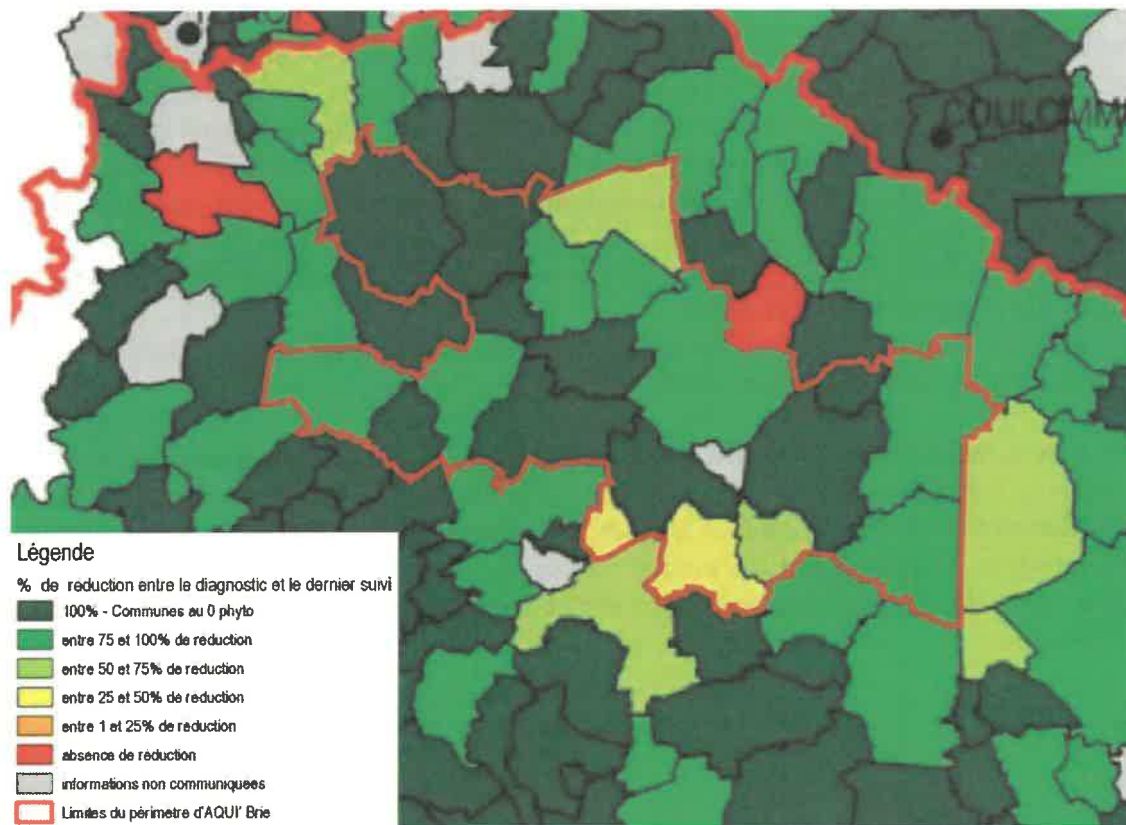 COULOMM
Légende
% de reduction entre le diagnostic et le dernier suivi
100% - Communes au 0 phyto
entre 75 et 100% de reduction
entre 50 et 75% de reduction
entre 25 et 50% de reduction
entre 1 et 25% de reduction
absence de reduction
informations non communiquees
Limites du périmetre d'AQUI' Brie